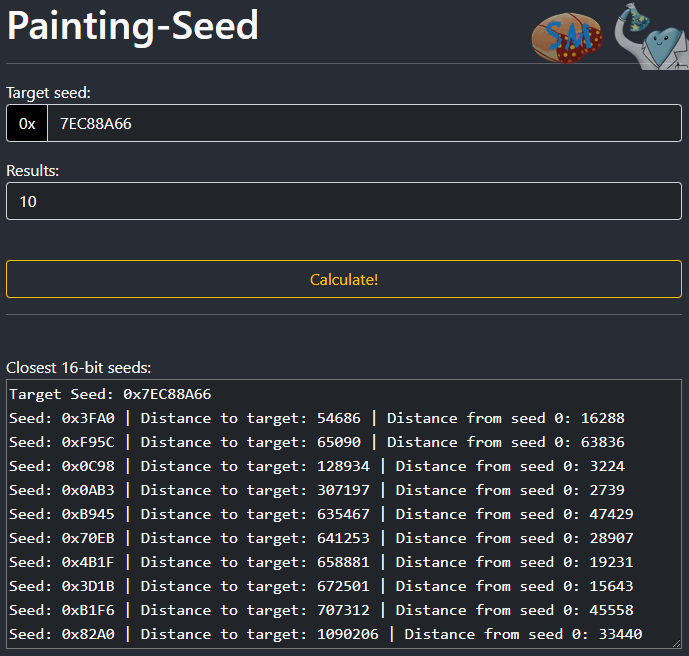 Painting-Seed
SM
Target seed:
0x 7EC88A66
Results:
10
Calculate!
Closest 16-bit seeds:
Target Seed: 0x7EC88A66
Seed: 0x3FA0 | Distance to target: 54686 | Distance from seed 0: 16288
Seed: 0xF95C | Distance to target: 65090 | Distance from seed 0: 63836
Seed: 0x0C98 | Distance to target: 128934 | Distance from seed 0: 3224
Seed: 0x0AB3 | Distance to target: 307197 | Distance from seed 0: 2739
Seed: 0xB945 | Distance to target: 635467 | Distance from seed 0: 47429
Seed: 0x70EB | Distance to target: 641253 | Distance from seed 0: 28907
Seed: 0x4B1F | Distance to target: 658881 | Distance from seed 0: 19231
Seed: 0x3D1B | Distance to target: 672501 | Distance from seed 0: 15643
Seed: 0xB1F6 | Distance to target: 707312 | Distance from seed 0: 45558
Seed: 0x82A0 | Distance to target: 1090206 | Distance from seed 0: 33440